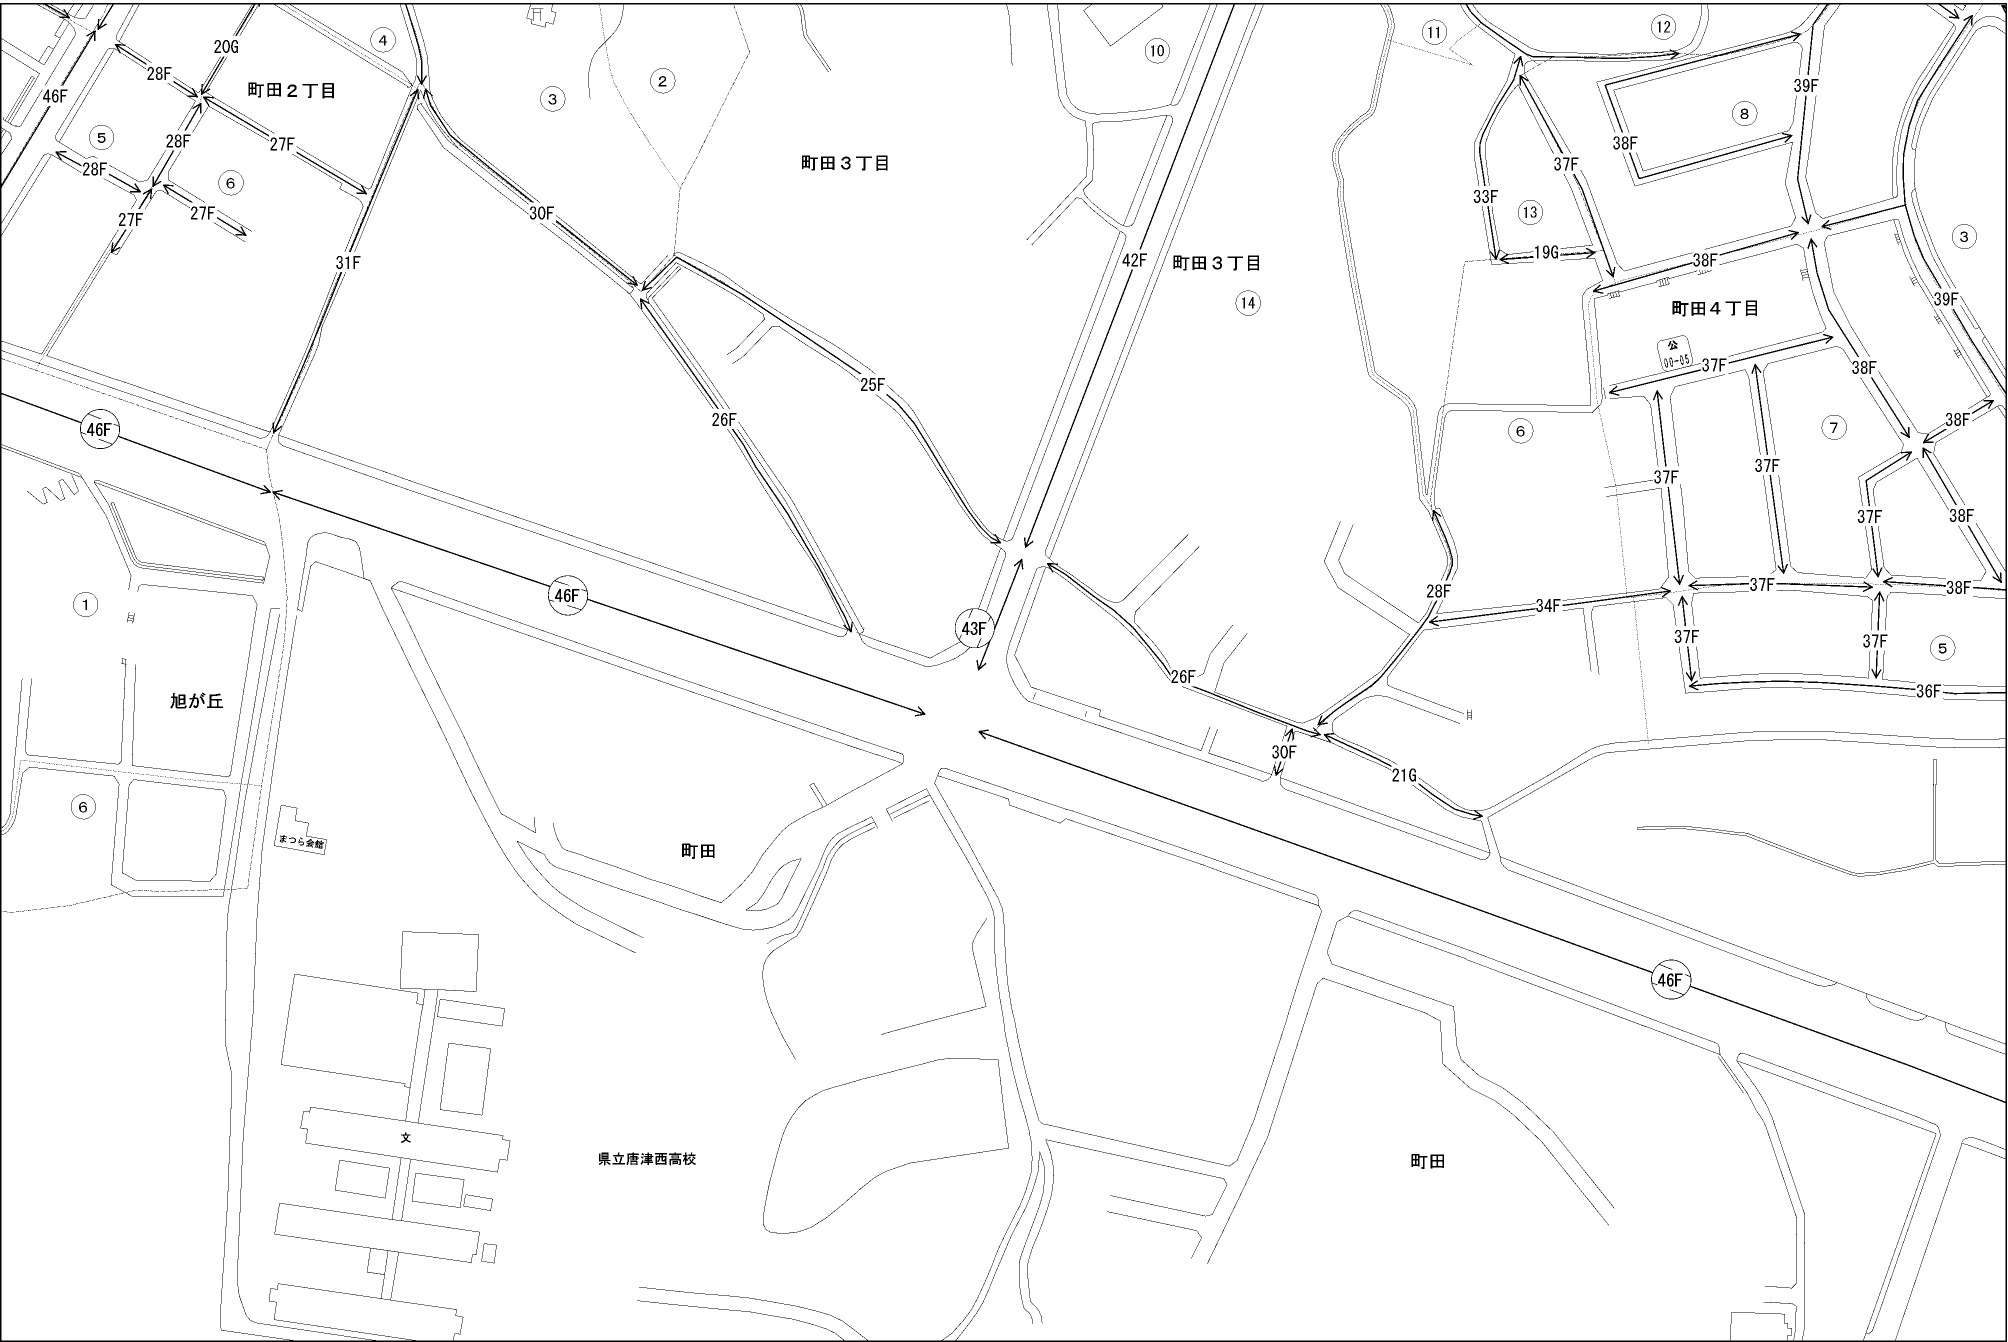 ④
⑪
⑫
20G
28F
②
⑩
46F
町田２丁目
③
39F
⑧
⑤
28F
27F
38F
28F
⑥
町田３丁目
37F
27F
27F
30F
33F
⑬
③
31F
42F
町田３丁目
19G
38F
⑭
39F
町田４丁目
公
00-05
37F
38F
25F
26F
46F
⑥
⑦
38F
37F
37F
37F
38F
46F
28F
37F
38F
①
34F
43F
37F
37F
⑤
26F
36F
旭が丘
30F
21G
⑥
まつら会館
町田
46F
文
県立唐津西高校
町田